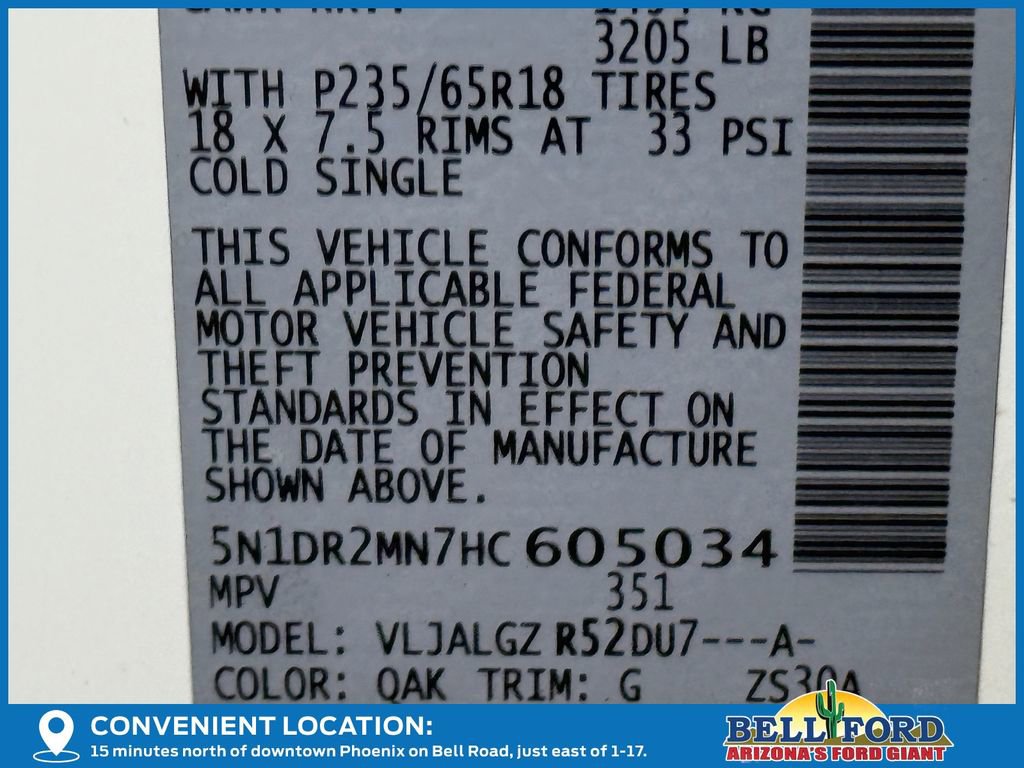 3205 LB
WITH P235/65R18 TIRES
18 X 7.5 RIMS AT 33 PSI
COLD SINGLE
THIS VEHICLE CONFORMS TO
ALL APPLICABLE FEDERAL
MOTOR VEHICLE SAFETY AND
THEFT PREVENTION
STANDARDS IN EFFECT ON
THE DATE OF MANUFACTURE
SHOWN ABOVE.
5N1DR2MN7HC 605034
MPV 351
MODEL: VLJALGZ R52DU7---A-
COLOR: QAK TRIM: G ZS30A
CONVENIENT LOCATION:
15 minutes north of downtown Phoenix on Bell Road, just east of 1-17.
BELL FORD
ARIZONA'S FORD GIANT